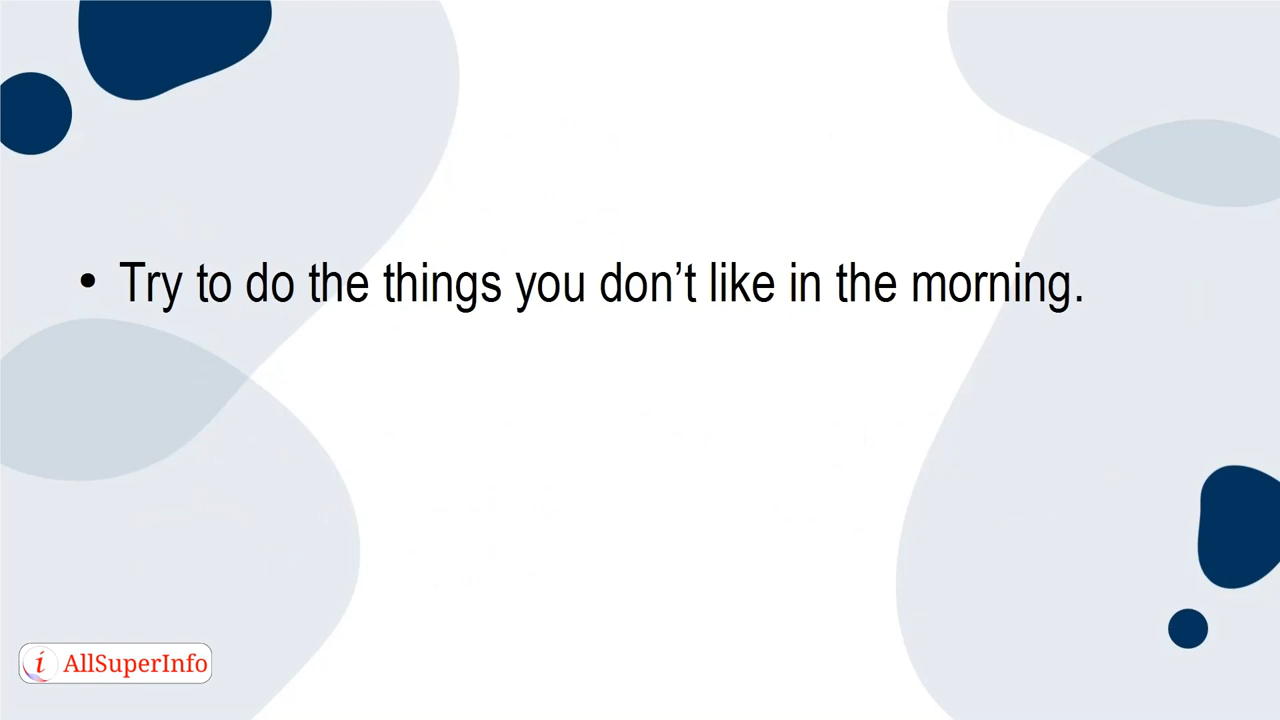 • Try to do the things you don’t like in the morning.
i AllSuperInfo